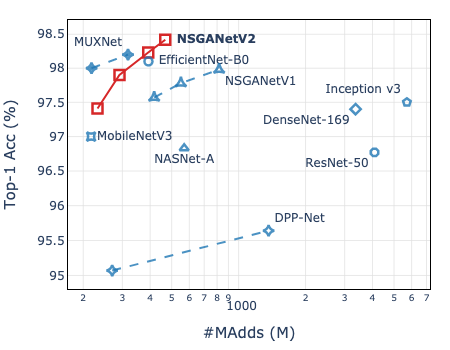 98.5
98
97.5
97
96.5
96
95.5
95
Top-1 Acc (%)
MUXNet
NSGANetV2
EfficientNet-B0
NSGANetV1
Inception v3
DenseNet-169
MobileNetV3
NASNet-A
ResNet-50
DPP-Net
2 3 4 5 6 7 8 9 1000 2 3 4 5 6 7
#MAdds (M)